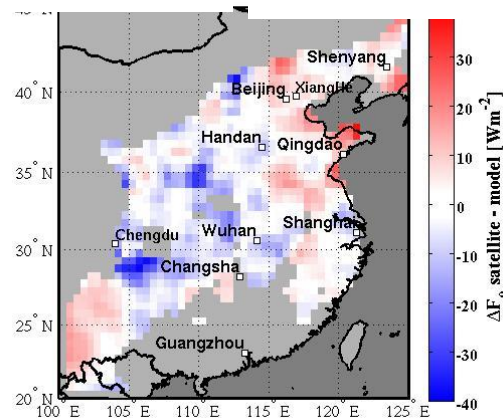 Shenyang
40° N
Beijing
XiangHe
Handan
Qingdao
35° N
Shanghai
Wuhan
Chengdu
30° N
Changsha
25° N
Guangzhou
20° N
100° E
105° E
110° E
115° E
120° E
125° E
30
20
10
0
-10
-20
-30
-40
ΔF₀ satellite - model [Wm⁻²]